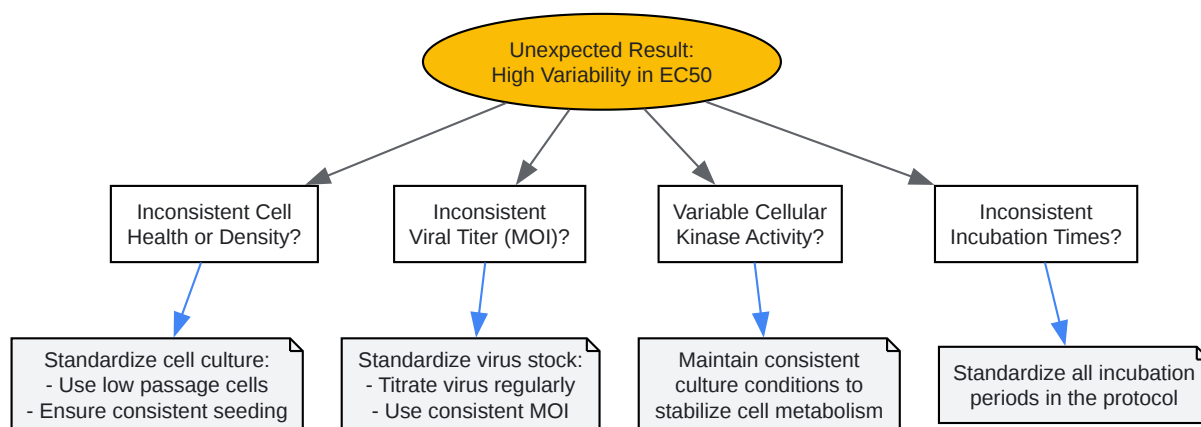 Unexpected Result:
High Variability in EC50
Inconsistent Cell
Health or Density?
Inconsistent
Viral Titer (MOI)?
Variable Cellular
Kinase Activity?
Inconsistent
Incubation Times?
Standardize cell culture:
- Use low passage cells
- Ensure consistent seeding
Standardize virus stock:
- Titrate virus regularly
- Use consistent MOI
Maintain consistent
culture conditions to
stabilize cell metabolism
Standardize all incubation
periods in the protocol